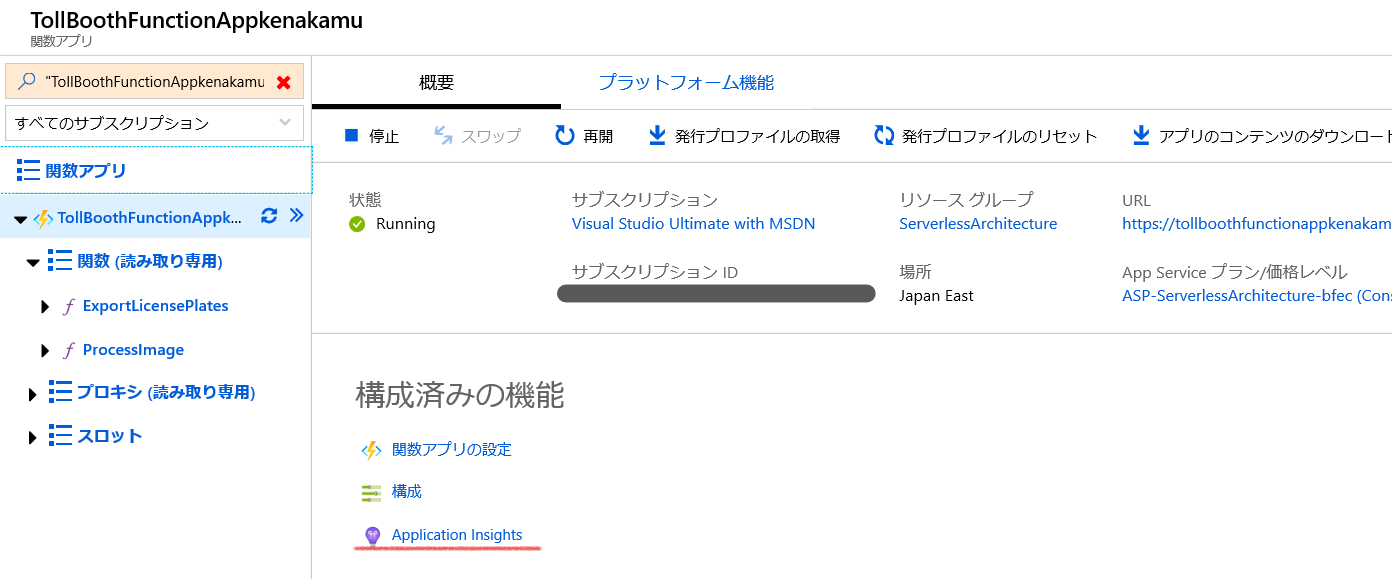 TollBoothFunctionAppkenakamu
関数アプリ
"TollBoothFunctionAppkenakamu
すべてのサブスクリプション
関数アプリ
TollBoothFunctionAppk...
関数 (読み取り専用)
ExportLicensePlates
ProcessImage
プロキシ (読み取り専用)
スロット
概要 プラットフォーム機能
停止 スワップ 再開 発行プロファイルの取得 発行プロファイルのリセット アプリのコンテンツのダウンロード
状態 サブスクリプション リソース グループ URL
Running Visual Studio Ultimate with MSDN ServerlessArchitecture https://tollboothfunctionappkenakam
サブスクリプション ID 場所 App Service プラン/価格レベル
Japan East ASP-ServerlessArchitecture-bfec (Cons
構成済みの機能
関数アプリの設定
構成
Application Insights